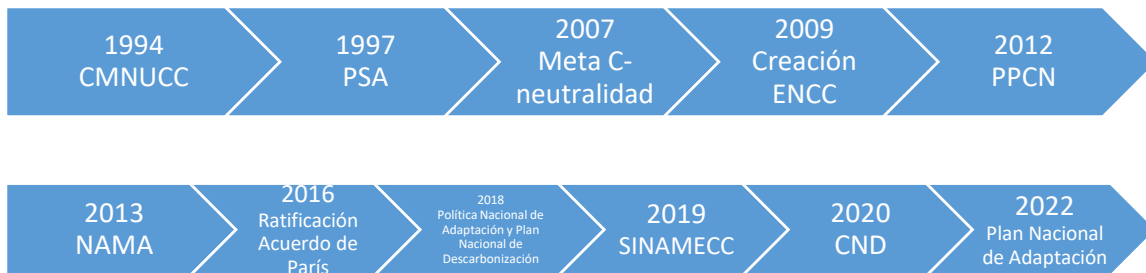 1994
CMNUCC
1997
PSA
2007
Meta C-
neutralidad
2009
Creación
ENCC
2012
PPCN
2013
NAMA
2016
Ratificación
Acuerdo de
París
2018
Política Nacional de
Adaptación y Plan
Nacional de
Descarbonización
2019
SINAMECC
2020
CND
2022
Plan Nacional
de Adaptación